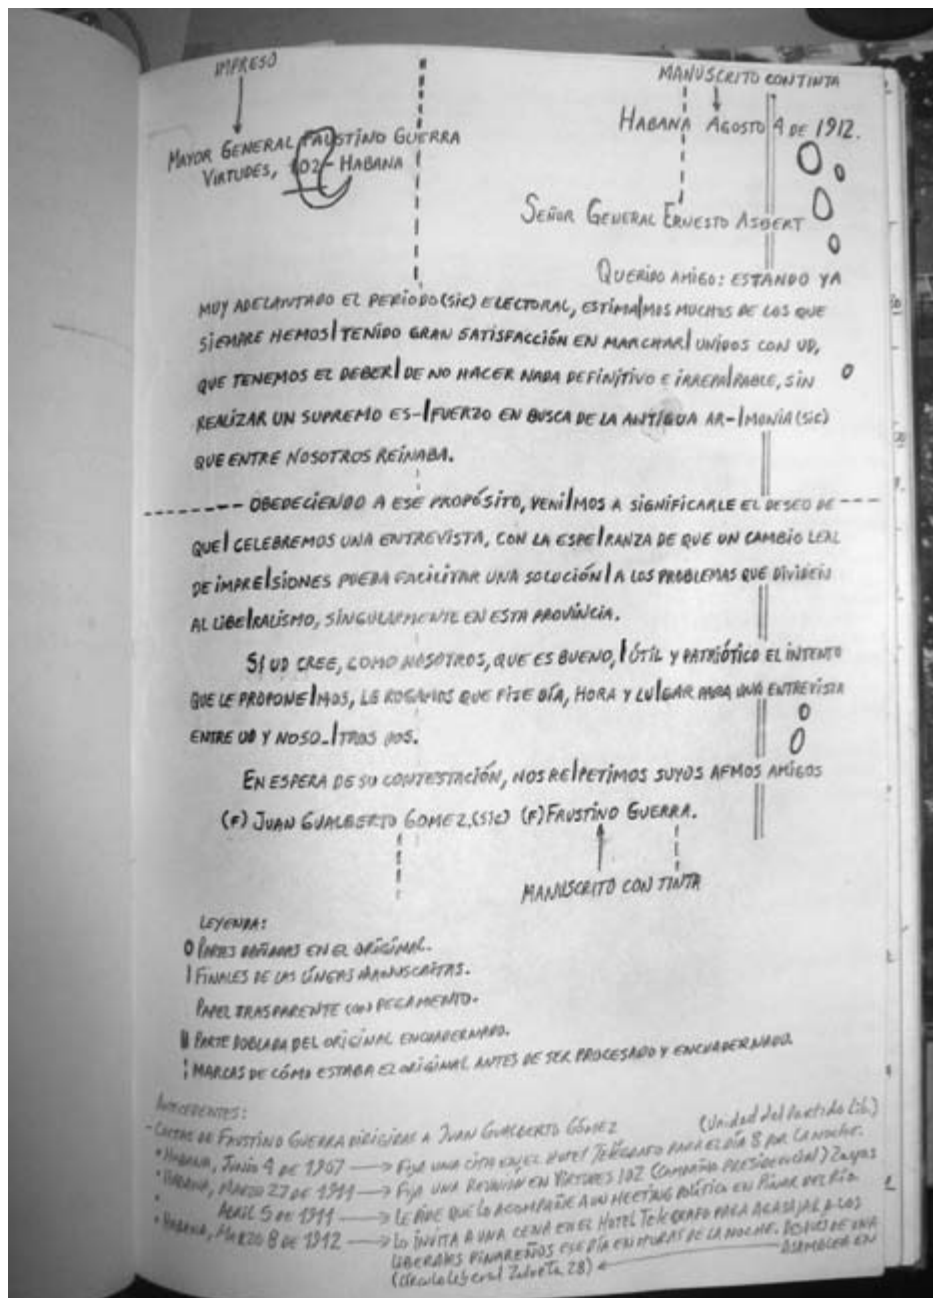 IMPRESO
MANUSCRITO CON TINTA
HABANA AGOSTO 4 DE 1912.
MAYOR GENERAL FAUSTINO GUERRA
VIRTUDES, 102 - HABANA
SEÑOR GENERAL ERNESTO ASBERT
QUERIDO AMIGO: ESTANDO YA
MUY ADELANTADO EL PERÍODO (SIC) ELECTORAL, ESTIMA|MOS MUCHOS DE LOS QUE
SIEMPRE HEMOS| TENIDO GRAN SATISFACCIÓN EN MARCHAR| UNIDOS CON UD,
QUE TENEMOS EL DEBER| DE NO HACER NADA DEFINITIVO E IRREPA|RABLE, SIN
REALIZAR UN SUPREMO ES-|FUERZO EN BUSCA DE LA ANTIGUA AR-|MONÍA (SIC)
QUE ENTRE NOSOTROS REINABA.
------- OBEDECIENDO A ESE PROPÓSITO, VENI|MOS A SIGNIFICARLE EL DESEO DE ---
QUE| CELEBREMOS UNA ENTREVISTA, CON LA ESPE|RANZA DE QUE UN CAMBIO LEAL
DE IMPRE|SIONES PUEDA FACILITAR UNA SOLUCIÓN| A LOS PROBLEMAS QUE DIVIDEN
AL LIBE|RALISMO, SINGULARMENTE EN ESTA PROVINCIA.
SI UD CREE, COMO NOSOTROS, QUE ES BUENO,| ÚTIL Y PATRIÓTICO EL INTENTO
QUE LE PROPONE|MOS, LE ROGAMOS QUE FIJE DÍA, HORA Y LU|GAR PARA UNA ENTREVISTA
ENTRE UD Y NOSO-|TROS DOS.
EN ESPERA DE SU CONTESTACIÓN, NOS RE|PETIMOS SUYOS AFMOS AMIGOS
(F) JUAN GUALBERTO GOMEZ.(SIC) (F) FAUSTINO GUERRA.
MANUSCRITO CON TINTA
LEYENDA:
O PARTES DAÑADAS EN EL ORIGINAL.
| FINALES DE LAS LÍNEAS MANUSCRITAS.
PAPEL TRASPARENTE CON PEGAMENTO.
|| PARTE DOBLADA DEL ORIGINAL ENCUADERNADO.
¦ MARCAS DE CÓMO ESTABA EL ORIGINAL ANTES DE SER PROCESADO Y ENCUADERNADO.
ANTECEDENTES:
- CARTAS DE FAUSTINO GUERRA DIRIGIDAS A JUAN GUALBERTO GÓMEZ (Unidad del Partido Lib.)
* HABANA, JUNIO 4 DE 1907 → FIJA UNA CITA EN EL HOTEL TELÉGRAFO PARA EL DÍA 8 POR LA NOCHE.
* HABANA, MARZO 27 DE 1911 → FIJA UNA REUNIÓN EN VIRTUDES 102 (CAMPAÑA PRESIDENCIAL) Zayas
* ABRIL 5 DE 1911 → LE PIDE QUE LO ACOMPAÑE A UN MEETING POLÍTICO EN PINAR DEL RÍO.
* HABANA, MARZO 8 DE 1912 → LO INVITA A UNA CENA EN EL HOTEL TELÉGRAFO PARA AGASAJAR A LOS
LIBERALES PINAREÑOS ESE DÍA EN HORAS DE LA NOCHE. DESPUÉS DE UNA
(Círculo Liberal Zulueta 28) ← ASAMBLEA EN